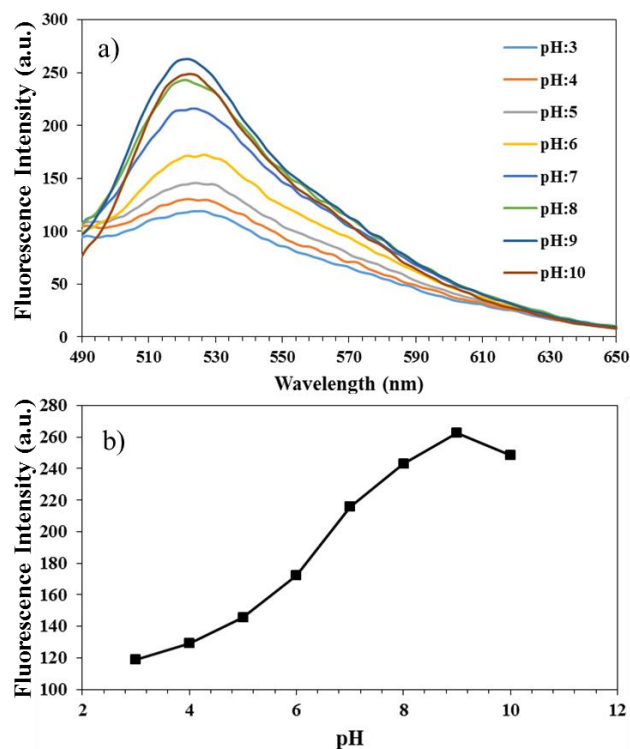 a)
Fluorescence Intensity (a.u.)
300
250
200
150
100
50
0
pH:3
pH:4
pH:5
pH:6
pH:7
pH:8
pH:9
pH:10
490 510 530 550 570 590 610 630 650
Wavelength (nm)
b)
Fluorescence Intensity (a.u.)
280
260
240
220
200
180
160
140
120
100
2 4 6 8 10 12
pH